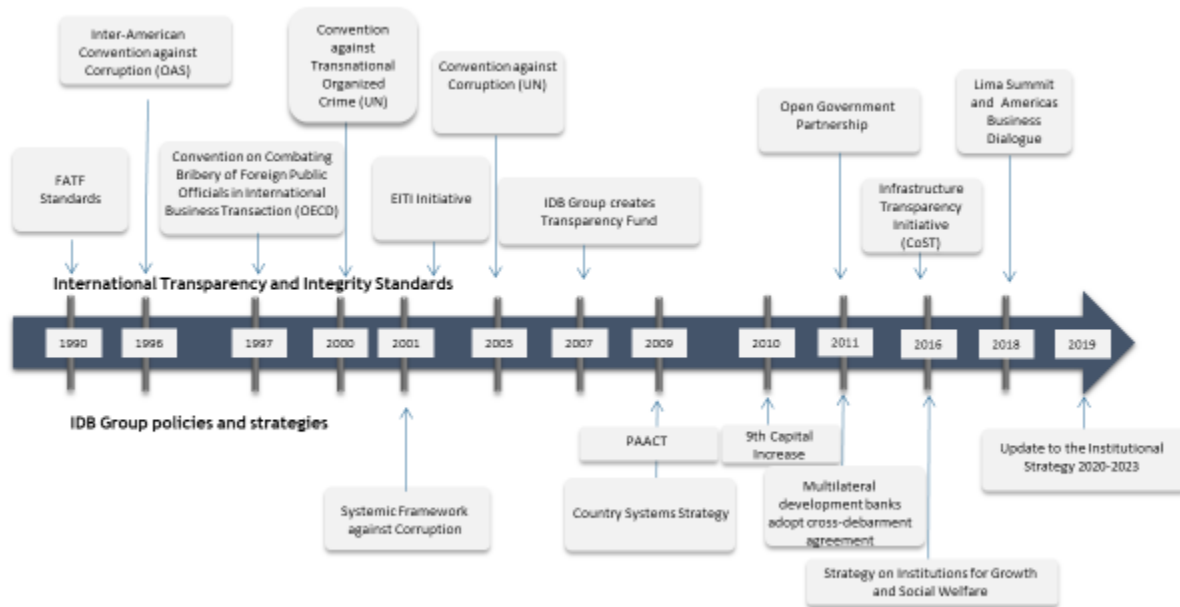 Inter-American
Convention against
Corruption (OAS)
Convention
against
Transnational
Organized
Crime (UN)
Convention against
Corruption (UN)
Open Government
Partnership
Lima Summit
and Americas
Business
Dialogue
FATF
Standards
Convention on Combating
Bribery of Foreign Public
Officials in International
Business Transaction (OECD)
EITI Initiative
IDB Group creates
Transparency Fund
Infrastructure
Transparency
Initiative
(CoST)
International Transparency and Integrity Standards
1990
1996
1997
2000
2001
2005
2007
2009
2010
2011
2016
2018
2019
IDB Group policies and strategies
PAACT
9th Capital
Increase
Update to the Institutional
Strategy 2020-2023
Systemic Framework
against Corruption
Country Systems Strategy
Multilateral
development banks
adopt cross-debarment
agreement
Strategy on Institutions for Growth
and Social Welfare